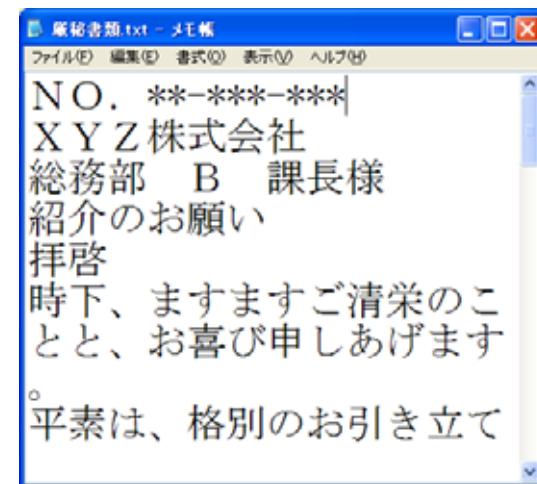 厳秘書類.txt - メモ帳
ファイル(F) 編集(E) 書式(O) 表示(V) ヘルプ(H)
ＮＯ．**-***-***
ＸＹＺ株式会社
総務部　Ｂ　課長様
紹介のお願い
拝啓
時下、ますますご清栄のこ
とと、お喜び申しあげます
。
平素は、格別のお引き立て